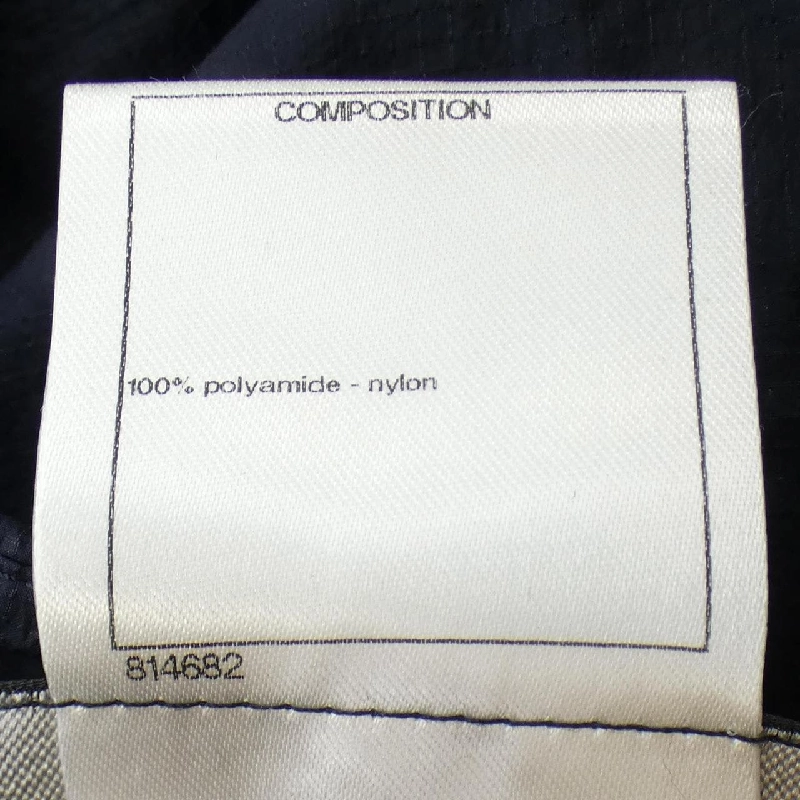 COMPOSITION
100% polyamide - nylon
814682